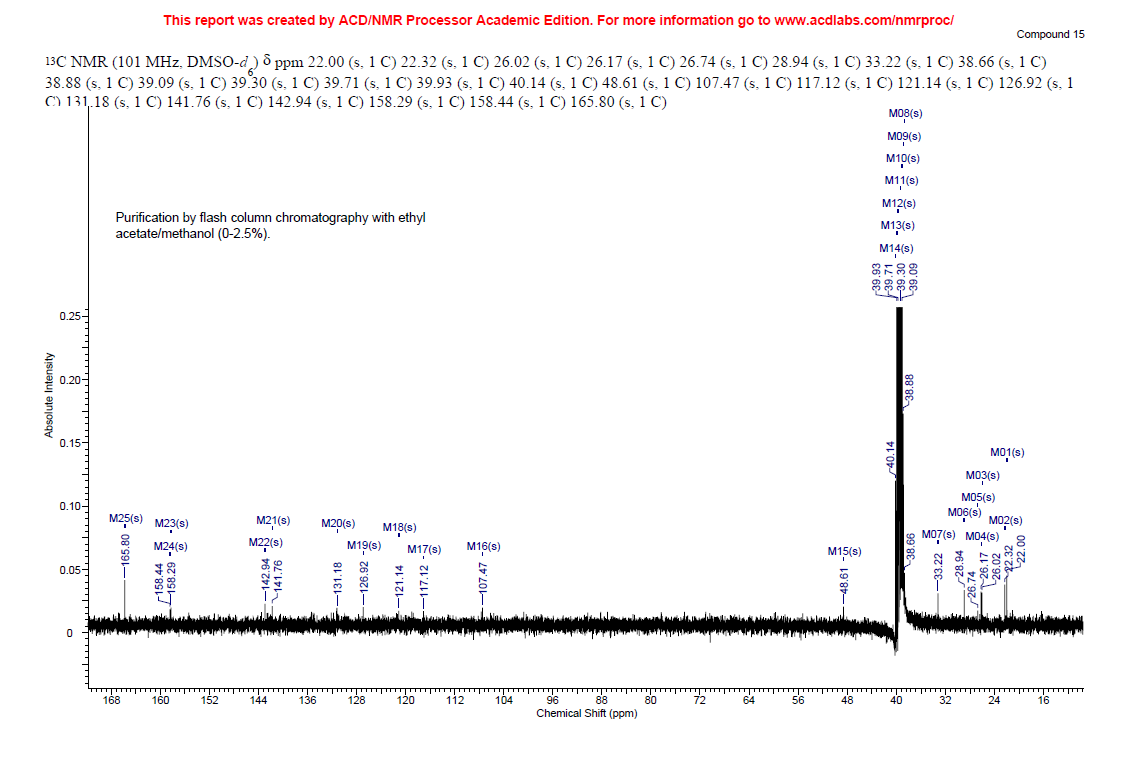 This report was created by ACD/NMR Processor Academic Edition. For more information go to www.acdlabs.com/nmrproc/
Compound 15
13C NMR (101 MHz, DMSO-d6) δ ppm 22.00 (s, 1 C) 22.32 (s, 1 C) 26.02 (s, 1 C) 26.17 (s, 1 C) 26.74 (s, 1 C) 28.94 (s, 1 C) 33.22 (s, 1 C) 38.66 (s, 1 C)
38.88 (s, 1 C) 39.09 (s, 1 C) 39.30 (s, 1 C) 39.71 (s, 1 C) 39.93 (s, 1 C) 40.14 (s, 1 C) 48.61 (s, 1 C) 107.47 (s, 1 C) 117.12 (s, 1 C) 121.14 (s, 1 C) 126.92 (s, 1
C) 131.18 (s, 1 C) 141.76 (s, 1 C) 142.94 (s, 1 C) 158.29 (s, 1 C) 158.44 (s, 1 C) 165.80 (s, 1 C)
M08(s)
M09(s)
M10(s)
M11(s)
M12(s)
M13(s)
M14(s)
39.93
39.71
39.30
39.09
Purification by flash column chromatography with ethyl
acetate/methanol (0-2.5%).
0.25
0.20
0.15
0.10
0.05
0
Absolute Intensity
38.88
40.14
38.66
M01(s)
M03(s)
M05(s)
M06(s)
M02(s)
M07(s)
M04(s)
33.22
28.94
26.74
26.17
26.02
22.32
22.00
M15(s)
48.61
M25(s)
165.80
M23(s)
M24(s)
158.44
158.29
M21(s)
M22(s)
142.94
141.76
M20(s)
131.18
M19(s)
126.92
M18(s)
121.14
M17(s)
117.12
M16(s)
107.47
168 160 152 144 136 128 120 112 104 96 88 80 72 64 56 48 40 32 24 16
Chemical Shift (ppm)